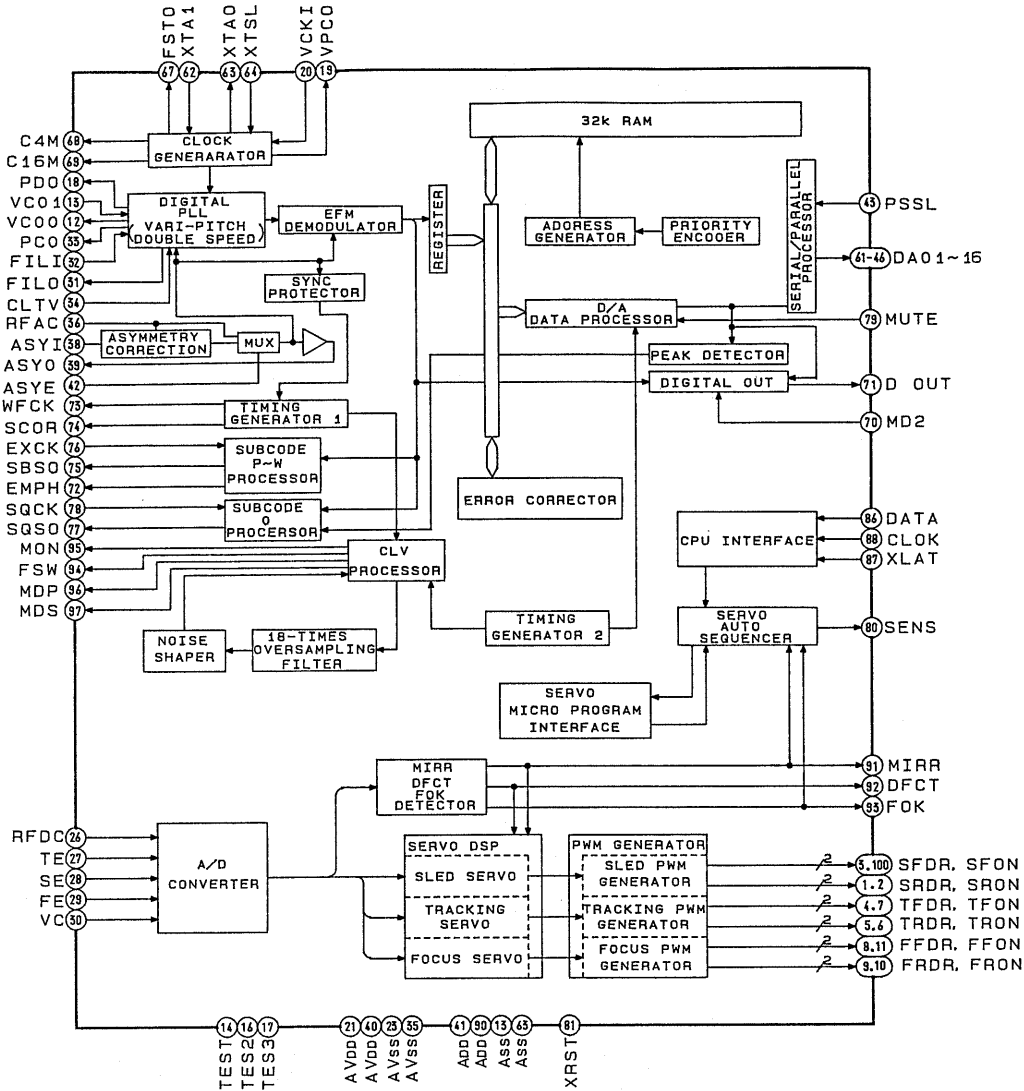 FSTO
XTA1
XTAO
XTSL
VCKI
VPCO
67
62
63
64
20
19
C4M 68
C16M 69
PDO 18
VCO1 13
VCOO 12
PCO 33
FILI 32
FILO 31
CLTV 34
RFAC 36
ASYI 38
ASYO 39
ASYE 42
WFCK 73
SCOR 74
EXCK 76
SBSO 75
EMPH 72
SQCK 78
SQSO 77
MON 95
FSW 94
MDP 96
MDS 97
CLOCK
GENERARATOR
DIGITAL
PLL
VARI-PITCH
(DOUBLE SPEED)
EFM
DEMODULATOR
REGISTER
SYNC
PROTECTOR
ASYMMETRY
CORRECTION
MUX
TIMING
GENERATOR 1
SUBCODE
P~W
PROCESSOR
SUBCODE
Q
PROCERSOR
CLV
PROCESSOR
NOISE
SHAPER
18-TIMES
OVERSAMPLING
FILTER
TIMING
GENERATOR 2
32k RAM
ADDRESS
GENERATOR
PRIORITY
ENCOOER
SERIAL/PARALLEL
PROCESSOR
D/A
DATA PROCESSOR
PEAK DETECTOR
DIGITAL OUT
ERROR CORRECTOR
CPU INTERFACE
SERVO
AUTO
SEQUENCER
SERVO
MICRO PROGRAM
INTERFACE
43 PSSL
61-46 DA01~16
79 MUTE
71 D OUT
70 MD2
86 DATA
88 CLOK
87 XLAT
80 SENS
91 MIRR
92 DFCT
93 FOK
MIRR
DFCT
FOK
DETECTOR
RFDC 26
TE 27
SE 28
FE 29
VC 30
A/D
CONVERTER
SERVO DSP
SLED SERVO
TRACKING
SERVO
FOCUS SERVO
PWM GENERATOR
SLED PWM
GENERATOR
TRACKING PWM
GENERATOR
FOCUS PWM
GENERATOR
2 3.100 SFDR, SFON
2 1.2 SRDR, SRON
2 4.7 TFDR, TFON
2 5.6 TRDR, TRON
2 8.11 FFDR, FFON
2 9.10 FRDR, FRON
14
16
17
21
40
23
35
41
90
13
63
81
TEST
TES2
TES3
AVDD
AVDD
AVSS
AVSS
ADD
ADD
ASS
ASS
XRST